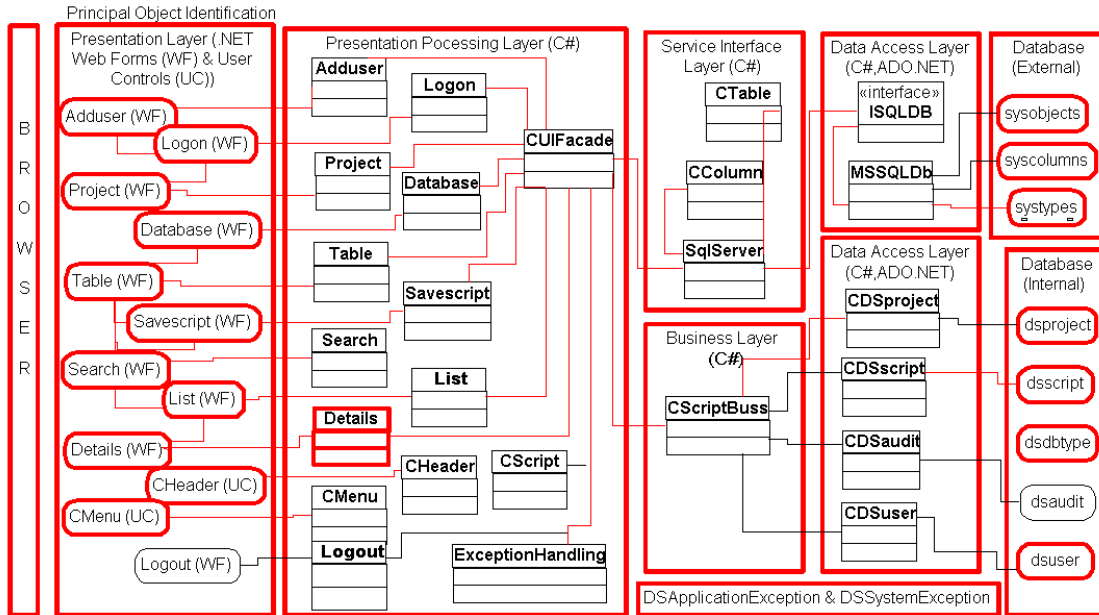 Principal Object Identification
B
R
O
W
S
E
R
Presentation Layer (.NET
Web Forms (WF) & User
Controls (UC))
Adduser (WF)
Logon (WF)
Project (WF)
Database (WF)
Table (WF)
Savescript (WF)
Search (WF)
List (WF)
Details (WF)
CHeader (UC)
CMenu (UC)
Logout (WF)
Presentation Pocessing Layer (C#)
Adduser
Logon
CUIFacade
Project
Database
Table
Savescript
Search
List
Details
CHeader
CScript
CMenu
Logout
ExceptionHandling
Service Interface
Layer (C#)
CTable
CColumn
SqlServer
Business Layer
(C#)
CScriptBuss
Data Access Layer
(C#,ADO.NET)
«interface»
ISQLDB
MSSQLDb
Data Access Layer
(C#,ADO.NET)
CDSproject
CDSscript
CDSaudit
CDSuser
Database
(External)
sysobjects
syscolumns
systypes
Database
(Internal)
dsproject
dsscript
dsdbtype
dsaudit
dsuser
DSApplicationException & DSSystemException